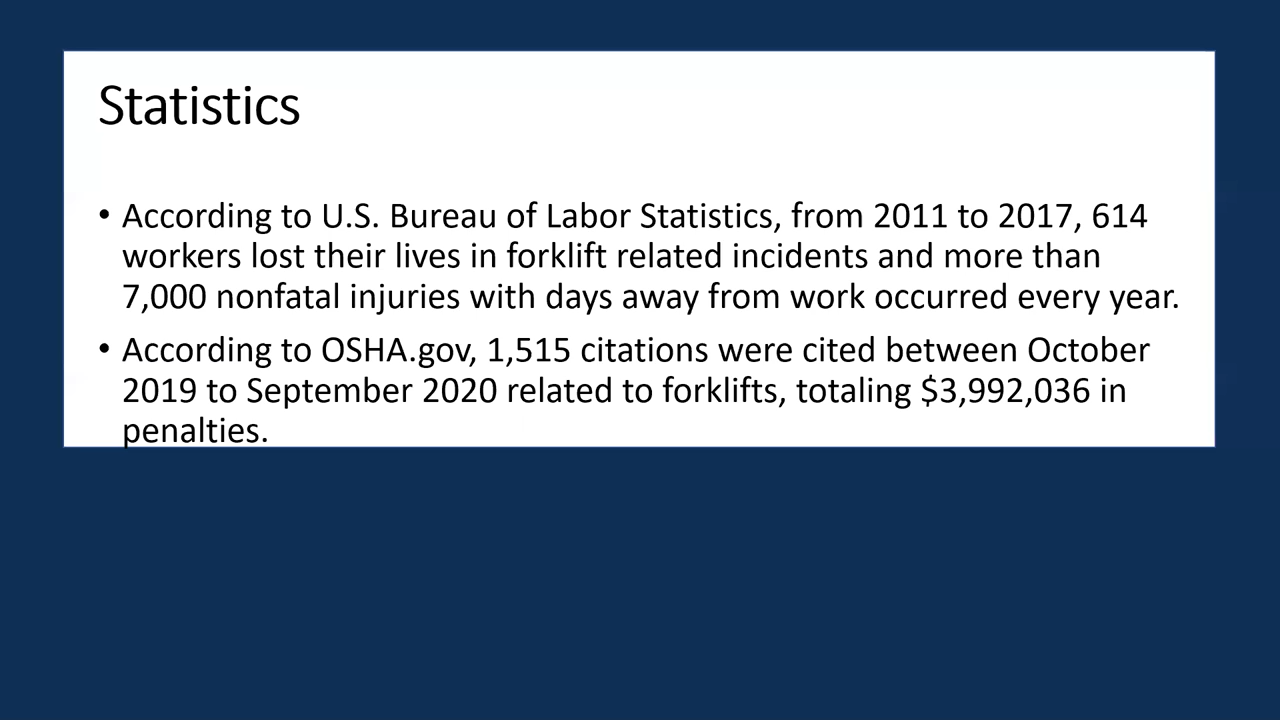 Statistics
• According to U.S. Bureau of Labor Statistics, from 2011 to 2017, 614
workers lost their lives in forklift related incidents and more than
7,000 nonfatal injuries with days away from work occurred every year.
• According to OSHA.gov, 1,515 citations were cited between October
2019 to September 2020 related to forklifts, totaling $3,992,036 in
penalties.